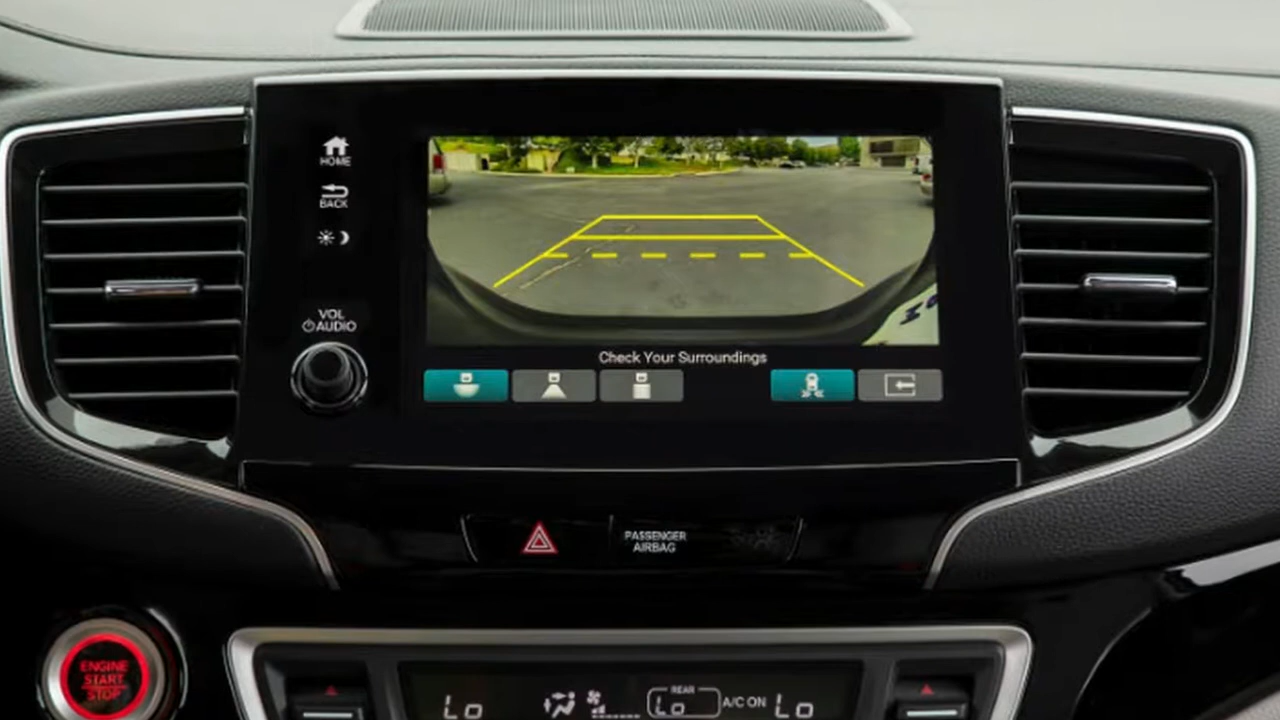 HOME
BACK
VOL
AUDIO
Check Your Surroundings
PASSENGER
AIRBAG
ENGINE
START
STOP
Lo
REAR
Lo
A/C ON
Lo